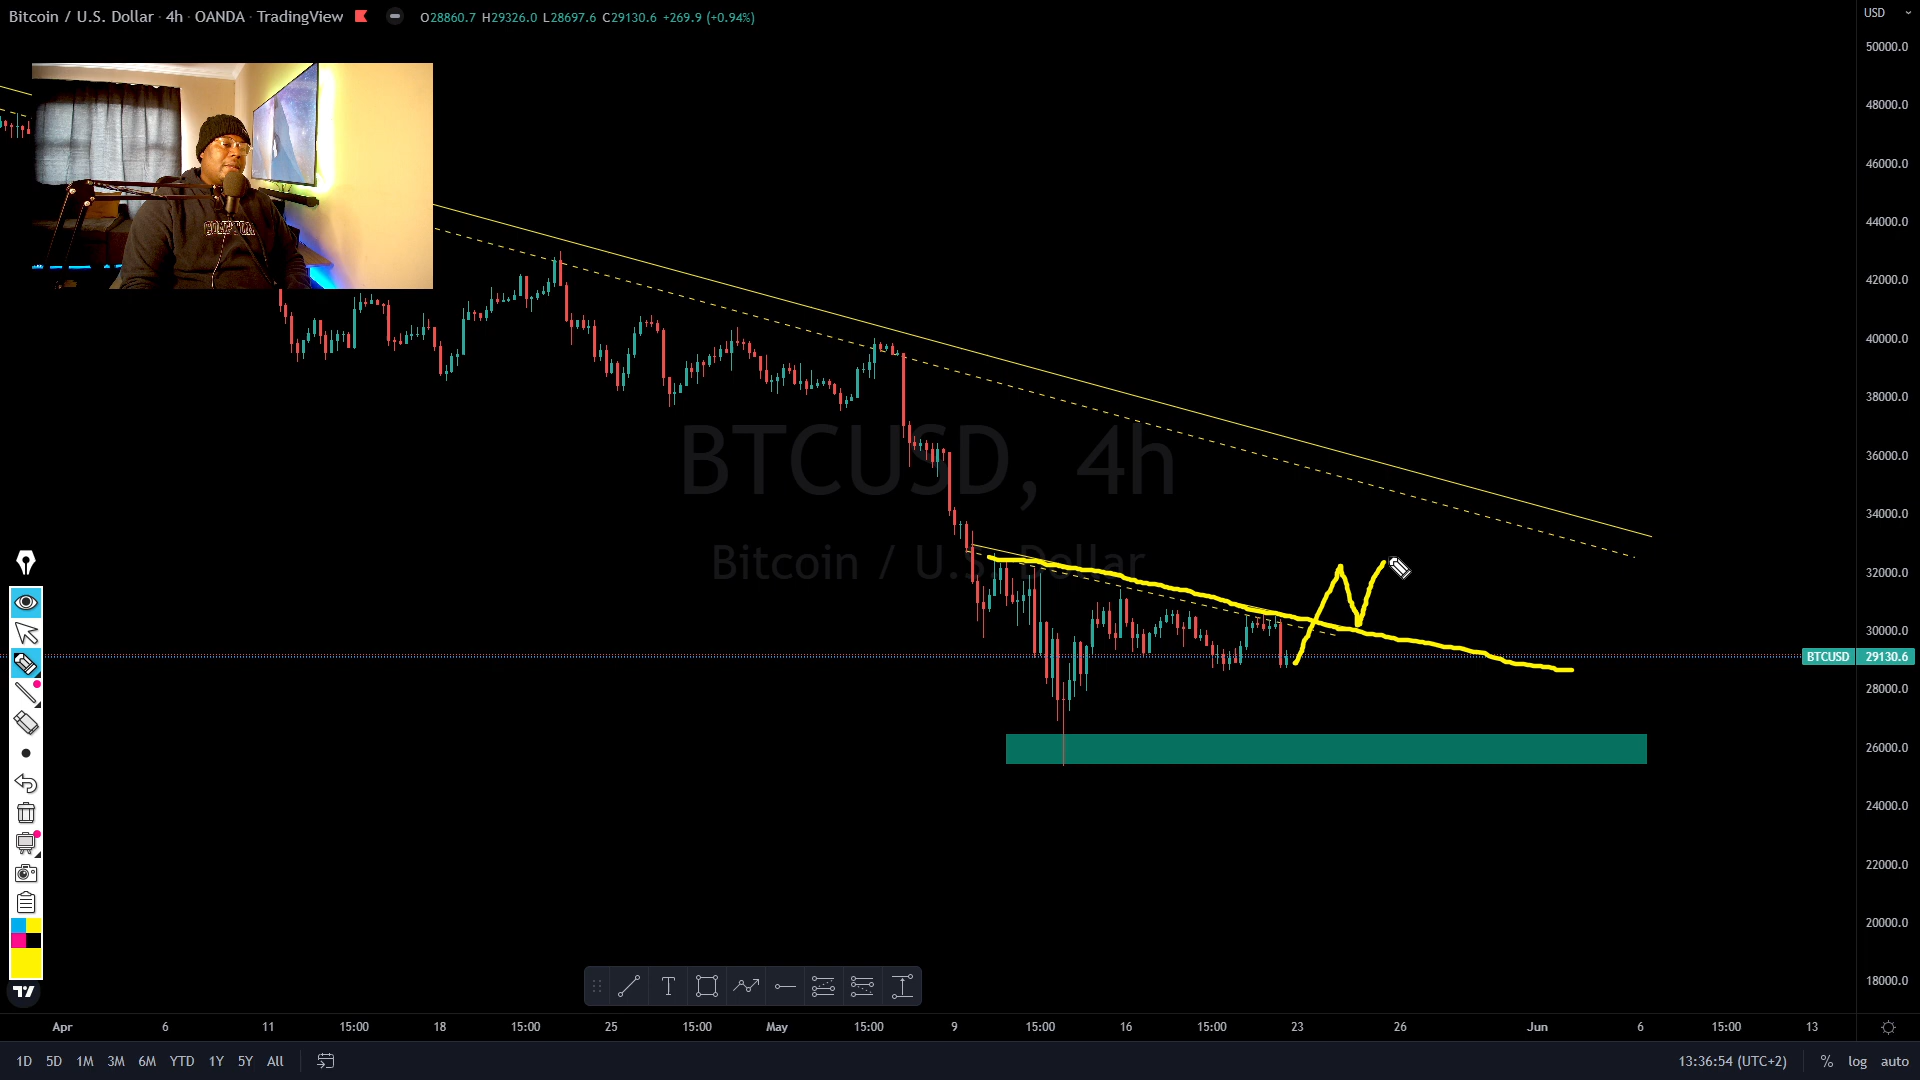 Bitcoin / U.S. Dollar · 4h · OANDA · TradingView
O28860.7 H29326.0 L28697.6 C29130.6 +269.9 (+0.94%)
USD
50000.0
48000.0
46000.0
44000.0
42000.0
40000.0
38000.0
36000.0
34000.0
32000.0
30000.0
BTCUSD 29130.6
28000.0
26000.0
24000.0
22000.0
20000.0
18000.0
BTCUSD, 4h
Bitcoin / U.S. Dollar
T
Apr 6 11 15:00 18 15:00 25 15:00 May 15:00 9 15:00 16 15:00 23 26 Jun 6 15:00 13
1D 5D 1M 3M 6M YTD 1Y 5Y All
13:36:54 (UTC+2) % log auto